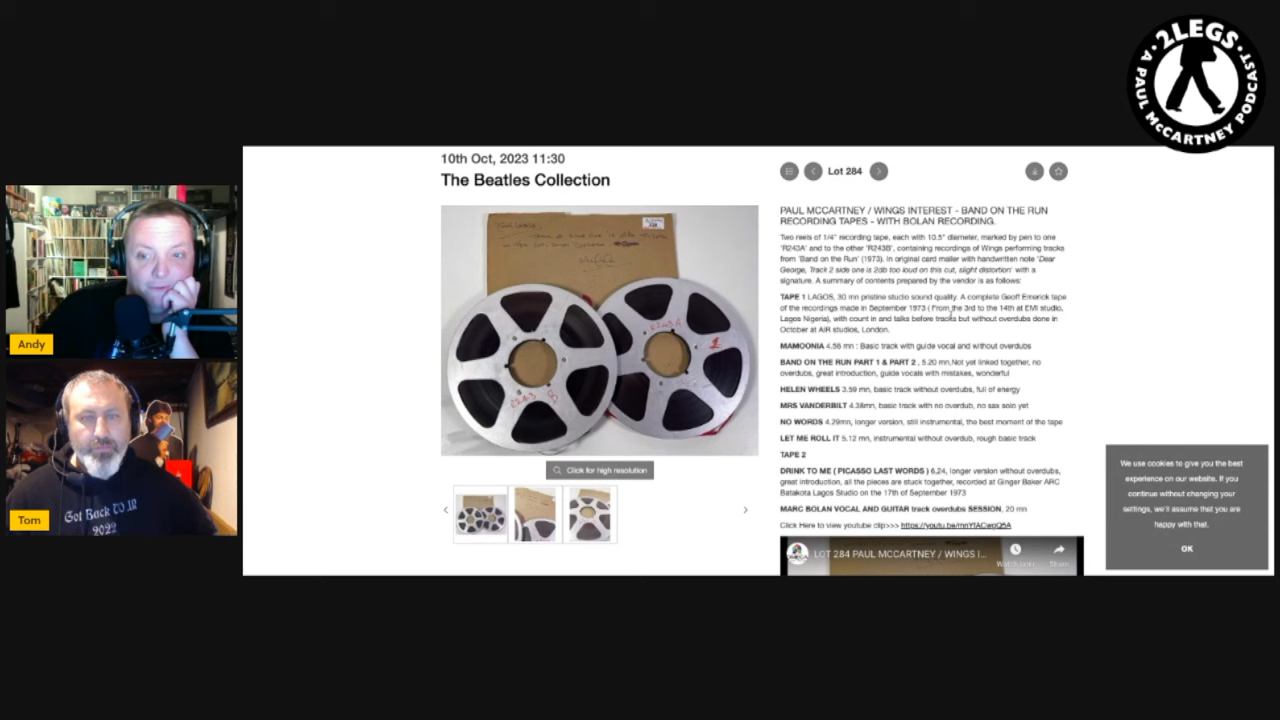 2LEGS
A PAUL McCARTNEY PODCAST
10th Oct, 2023 11:30
The Beatles Collection
Lot 284
PAUL MCCARTNEY / WINGS INTEREST - BAND ON THE RUN
RECORDING TAPES - WITH BOLAN RECORDING.
Two reels of 1/4" recording tape, each with 10.5" diameter, marked by pen to one
'R243A' and to the other 'R243B', containing recordings of Wings performing tracks
from 'Band on the Run' (1973). In original card mailer with handwritten note 'Dear
George, Track 2 side one is 2db too loud on this cut, slight distortion' with a
signature. A summary of contents prepared by the vendor is as follows:
TAPE 1 LAGOS, 30 mn pristine studio sound quality. A complete Geoff Emerick tape
of the recordings made in September 1973 ( From the 3rd to the 14th at EMI studio,
Lagos Nigeria), with count in and talks before tracks but without overdubs done in
October at AIR studios, London.
MAMOONIA 4.56 mn : Basic track with guide vocal and without overdubs
BAND ON THE RUN PART 1 & PART 2 , 5.20 mn,Not yet linked together, no
overdubs, great introduction, guide vocals with mistakes, wonderful
HELEN WHEELS 3.59 mn, basic track without overdubs, full of energy
MRS VANDERBILT 4.38mn, basic track with no overdub, no sax solo yet
NO WORDS 4.29mn, longer version, still instrumental, the best moment of the tape
LET ME ROLL IT 5.12 mn, instrumental without overdub, rough basic track
TAPE 2
DRINK TO ME ( PICASSO LAST WORDS ) 6,24, longer version without overdubs,
great introduction, all the pieces are stuck together, recorded at Ginger Baker ARC
Batakota Lagos Studio on the 17th of September 1973
MARC BOLAN VOCAL AND GUITAR track overdubs SESSION, 20 mn
Click Here to view youtube clip>>>
LOT 284 PAUL MCCARTNEY / WINGS I...
Watch later Share
Click for high resolution
We use cookies to give you the best
experience on our website. If you
continue without changing your
settings, we'll assume that you are
happy with that.
OK
Andy
Tom
Got Back TOUR
2022